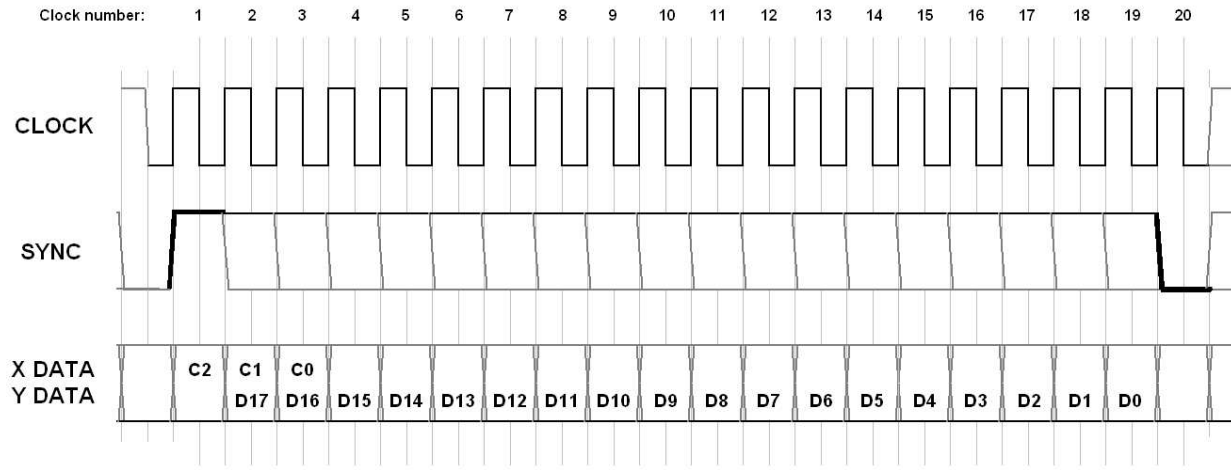 Clock number: 1 2 3 4 5 6 7 8 9 10 11 12 13 14 15 16 17 18 19 20
CLOCK
SYNC
X DATA C2 C1 C0
Y DATA D17 D16 D15 D14 D13 D12 D11 D10 D9 D8 D7 D6 D5 D4 D3 D2 D1 D0